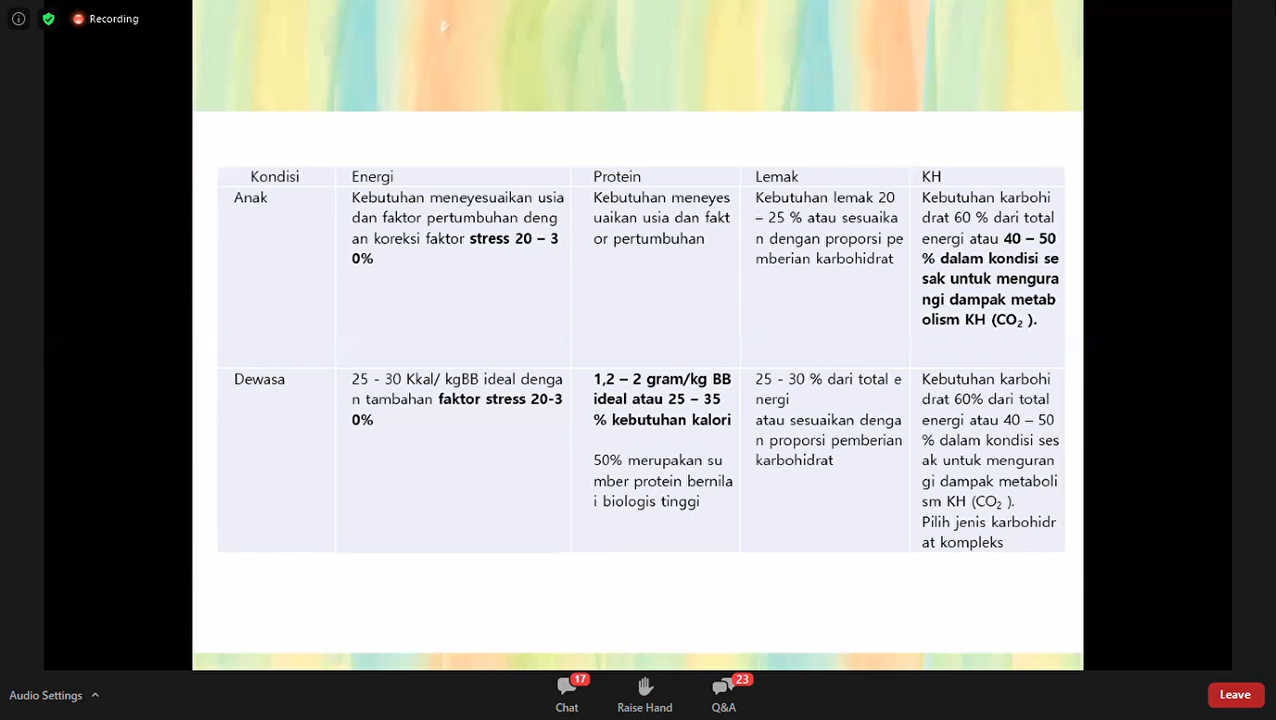 Recording
Kondisi Energi Protein Lemak KH
Anak
Kebutuhan meneyesuaikan usia
dan faktor pertumbuhan deng
an koreksi faktor stress 20 – 3
0%
Kebutuhan meneyes
uaikan usia dan fakt
or pertumbuhan
Kebutuhan lemak 20
– 25 % atau sesuaika
n dengan proporsi pe
mberian karbohidrat
Kebutuhan karbohi
drat 60 % dari total
energi atau 40 – 50
% dalam kondisi se
sak untuk mengura
ngi dampak metab
olism KH (CO₂ ).
Dewasa
25 - 30 Kkal/ kgBB ideal denga
n tambahan faktor stress 20-3
0%
1,2 – 2 gram/kg BB
ideal atau 25 – 35
% kebutuhan kalori
50% merupakan su
mber protein bernila
i biologis tinggi
25 - 30 % dari total e
nergi
atau sesuaikan denga
n proporsi pemberian
karbohidrat
Kebutuhan karbohi
drat 60% dari total
energi atau 40 – 50
% dalam kondisi ses
ak untuk menguran
gi dampak metaboli
sm KH (CO₂ ).
Pilih jenis karbohidr
at kompleks
Audio Settings
17
Chat
Raise Hand
23
Q&A
Leave